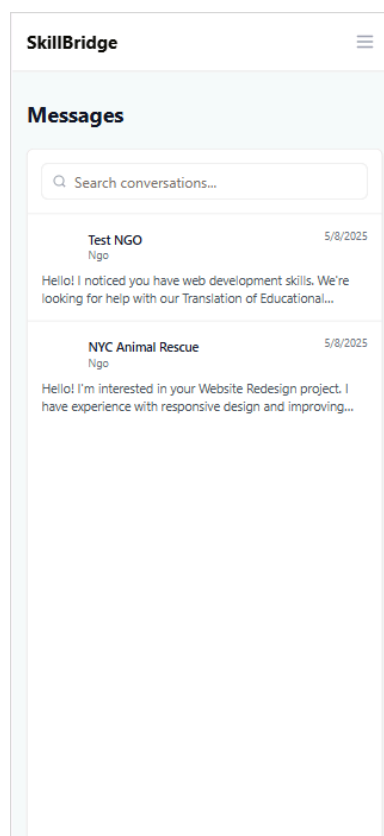 SkillBridge
Messages
Search conversations...
Test NGO
5/8/2025
Ngo
Hello! I noticed you have web development skills. We're
looking for help with our Translation of Educational...
NYC Animal Rescue
5/8/2025
Ngo
Hello! I'm interested in your Website Redesign project. I
have experience with responsive design and improving...